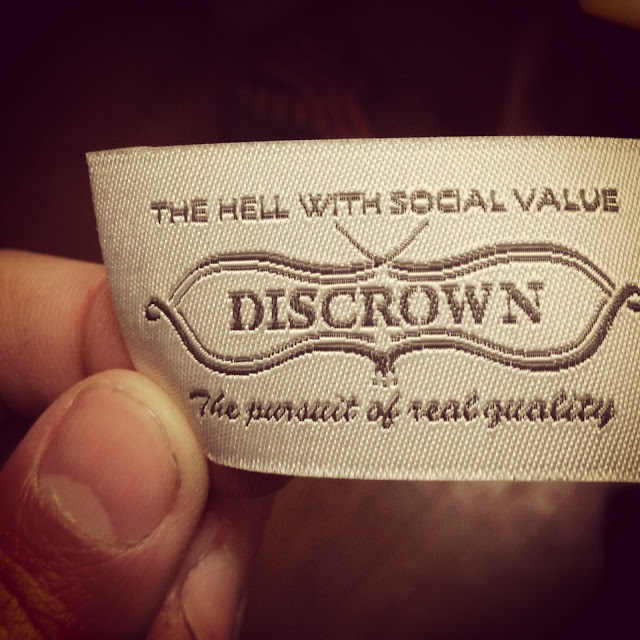 THE HELL WITH SOCIAL VALUE
DISCROWN
The pursuit of real quality